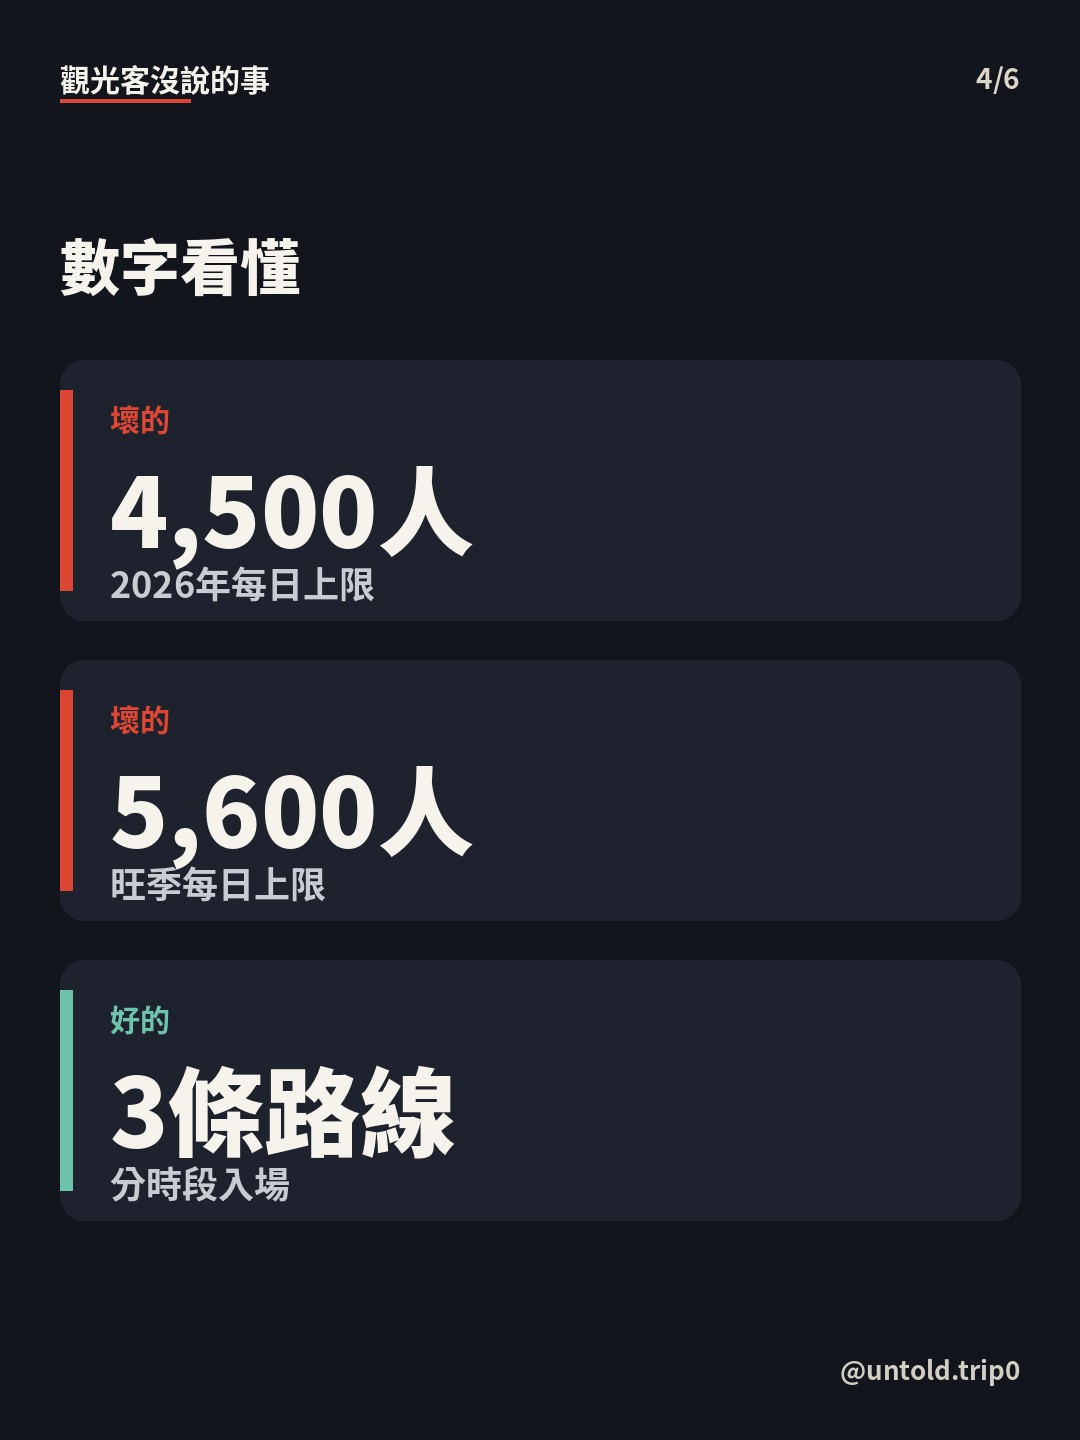 觀光客沒說的事
4/6
數字看懂
壞的
4,500人
2026年每日上限
壞的
5,600人
旺季每日上限
好的
3條路線
分時段入場
@untold.trip0